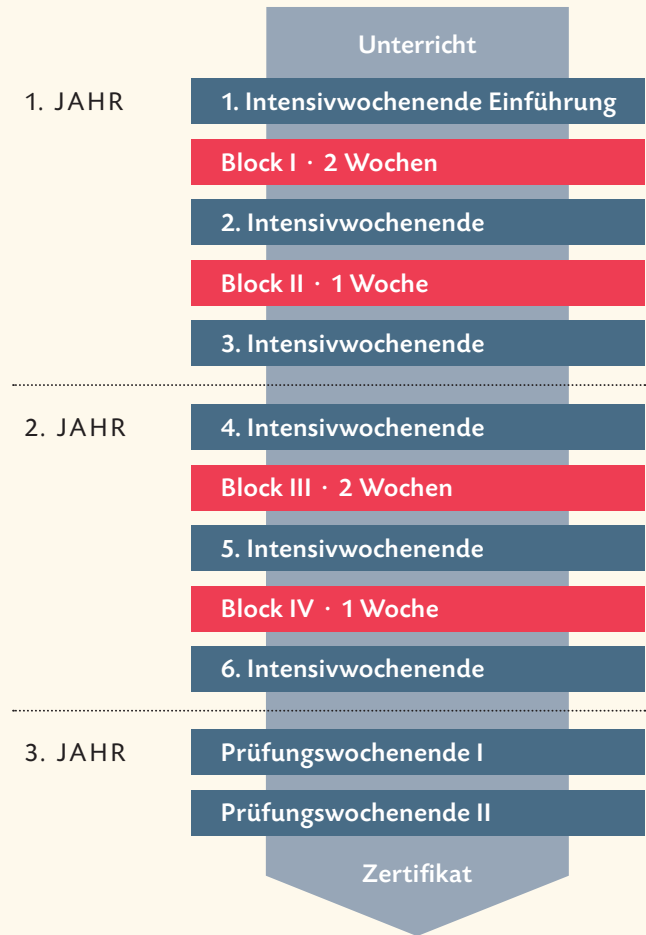 Unterricht
1. JAHR
1. Intensivwochenende Einführung
Block I · 2 Wochen
2. Intensivwochenende
Block II · 1 Woche
3. Intensivwochenende
2. JAHR
4. Intensivwochenende
Block III · 2 Wochen
5. Intensivwochenende
Block IV · 1 Woche
6. Intensivwochenende
3. JAHR
Prüfungswochenende I
Prüfungswochenende II
Zertifikat